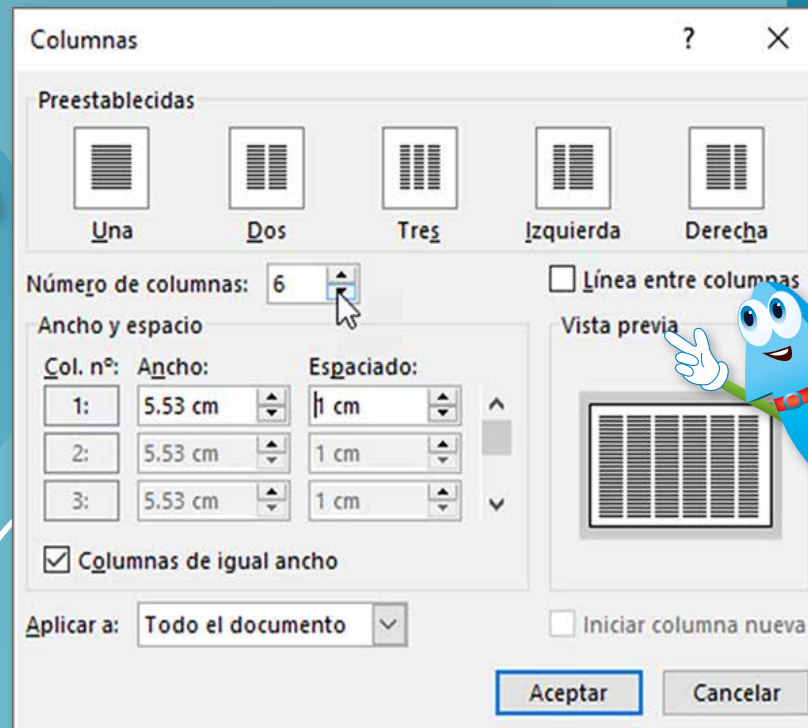 Columnas ?
Preestablecidas
Una Dos Tres Izquierda Derecha
Número de columnas: 6 Línea entre columnas
Ancho y espacio Vista previa
Col. nº: Ancho: Espaciado:
1: 5.53 cm 1 cm
2: 5.53 cm 1 cm
3: 5.53 cm 1 cm
Columnas de igual ancho
Aplicar a: Todo el documento Iniciar columna nueva
Aceptar Cancelar